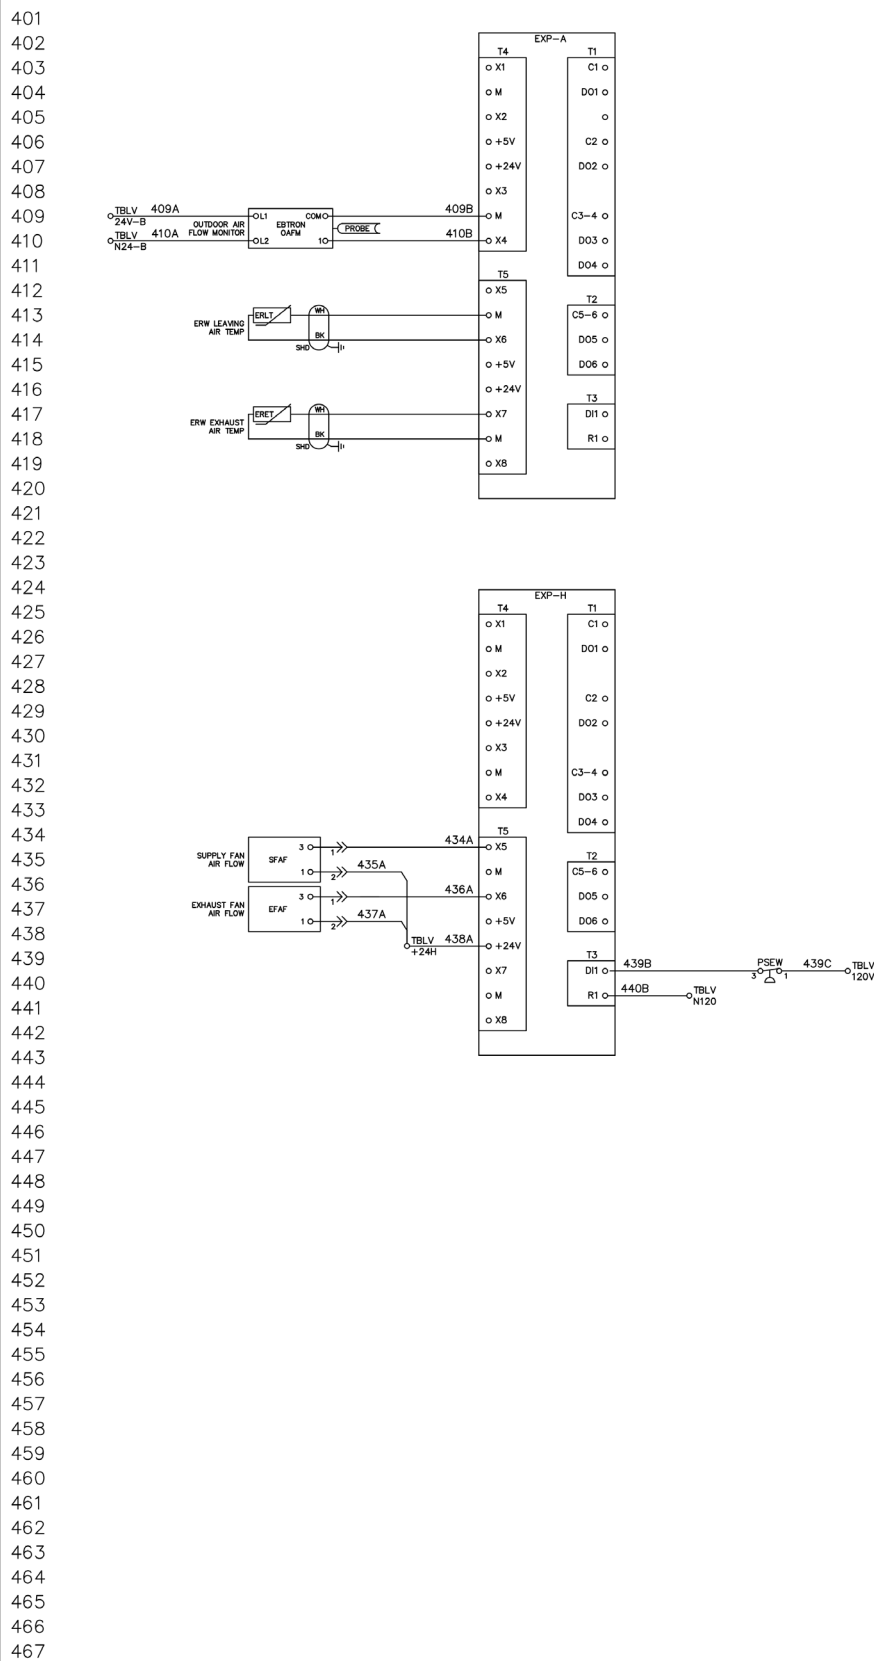 401
402 EXP-A
T4 T1
403 X1 C1
404 M DO1
405 X2
406 +5V C2
407 +24V DO2
408 X3
409 TBLV 409A L1 COM 409B M C3-4
24V-B OUTDOOR AIR EBTRON PROBE
FLOW MONITOR OAFM
410 TBLV 410A L2 1 410B X4 DO3
N24-B
411 DO4
T5
412 X5
T2
413 ERLT WH M C5-6
ERW LEAVING
AIR TEMP
414 BK X6 DO5
SHD
415 +5V DO6
416 +24V
T3
417 ERET WH X7 DI1
ERW EXHAUST
AIR TEMP
418 BK M R1
SHD
419 X8
420
421
422
423
424 EXP-H
T4 T1
425 X1 C1
426 M DO1
427 X2
428 +5V C2
429 +24V DO2
430 X3
431 M C3-4
432 X4 DO3
433 DO4
434 T5
3 1 434A X5
SUPPLY FAN SFAF T2
AIR FLOW
435 1 2 435A M C5-6
436 3 1 436A X6 DO5
EXHAUST FAN EFAF
AIR FLOW
437 1 2 437A +5V DO6
438 TBLV 438A +24V
+24H
T3
439 X7 DI1 439B PSEW 439C TBLV
3 1 120V
440 M R1 440B TBLV
N120
441 X8
442
443
444
445
446
447
448
449
450
451
452
453
454
455
456
457
458
459
460
461
462
463
464
465
466
467